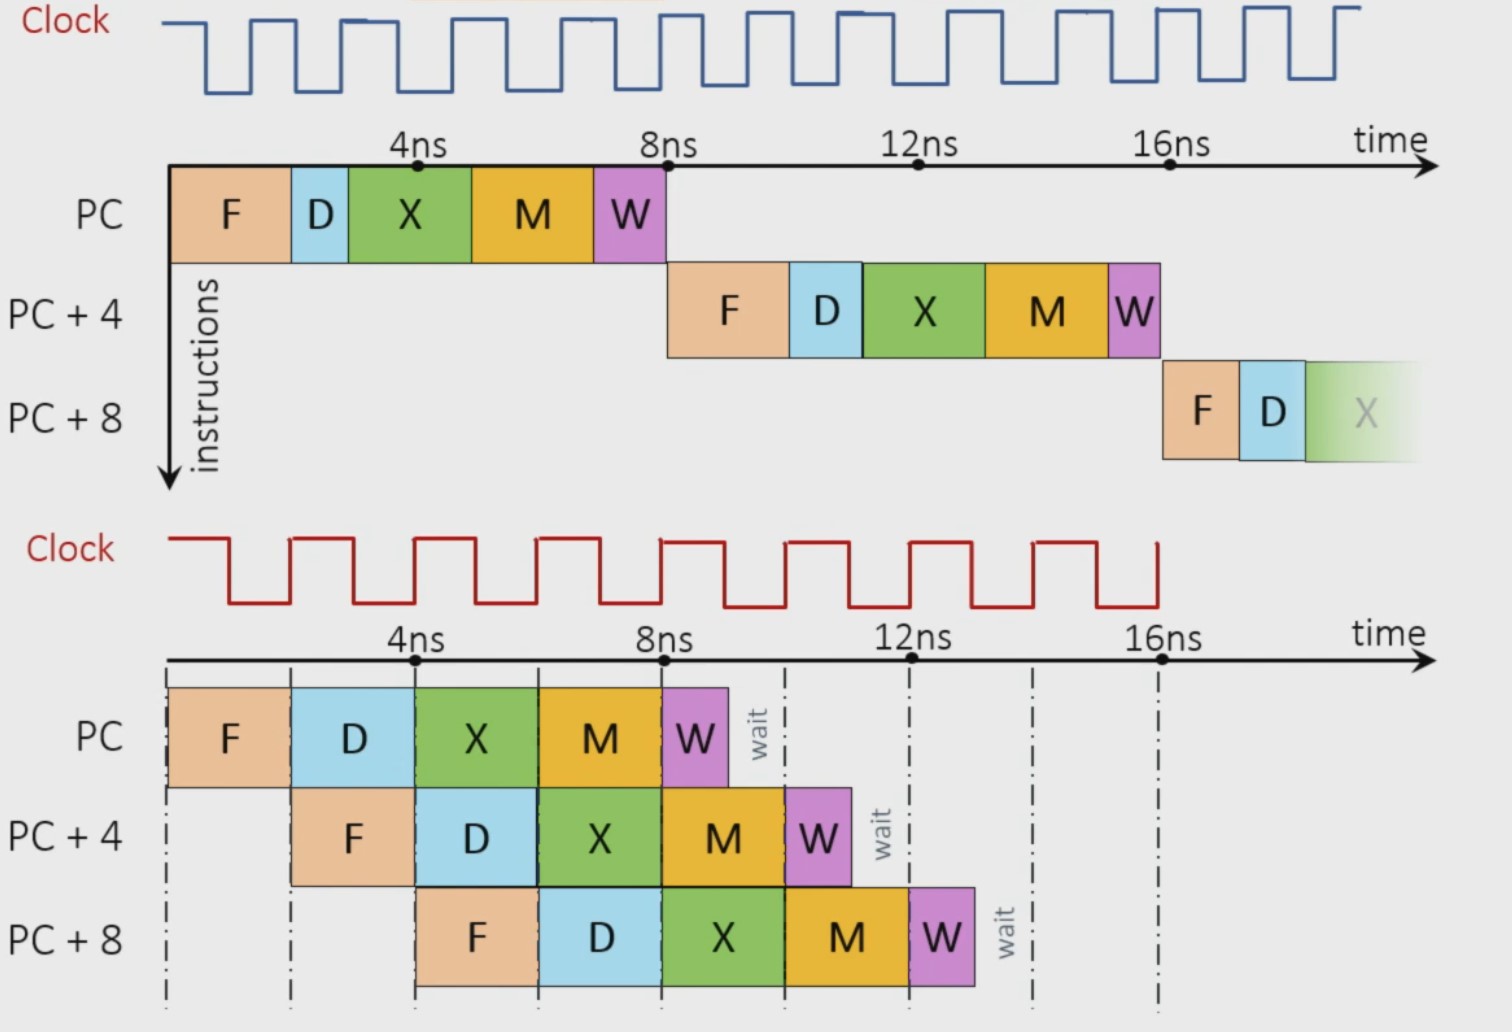 Clock
4ns 8ns 12ns 16ns time
PC F D X M W
PC + 4 F D X M W
PC + 8 F D X
instructions
Clock
4ns 8ns 12ns 16ns time
PC F D X M W wait
PC + 4 F D X M W wait
PC + 8 F D X M W wait